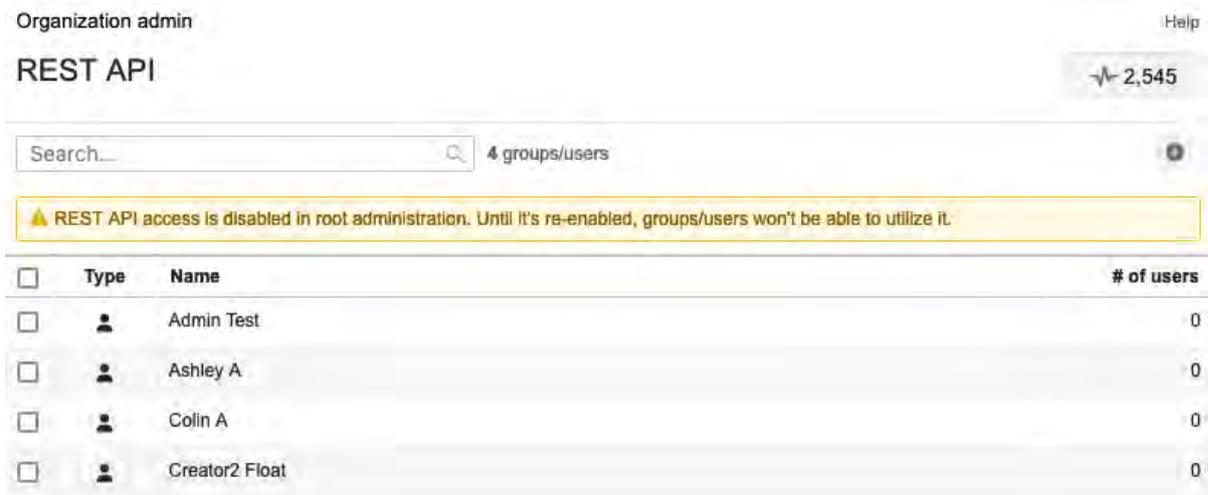 Organization admin
Help
REST API
2,545
Search...
4 groups/users
REST API access is disabled in root administration. Until it's re-enabled, groups/users won't be able to utilize it.
Type Name # of users
Admin Test 0
Ashley A 0
Colin A 0
Creator2 Float 0